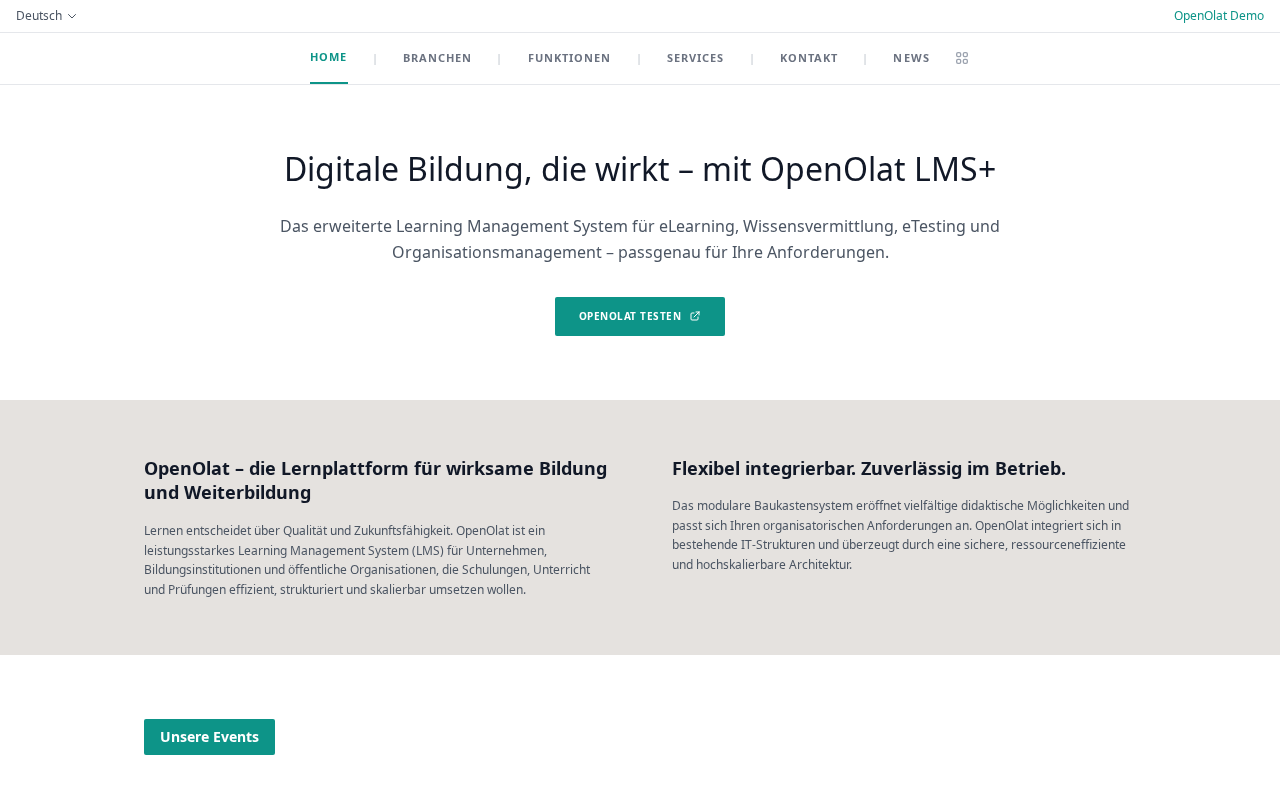 Deutsch
OpenOlat Demo
HOME | BRANCHEN | FUNKTIONEN | SERVICES | KONTAKT | NEWS
Digitale Bildung, die wirkt – mit OpenOlat LMS+
Das erweiterte Learning Management System für eLearning, Wissensvermittlung, eTesting und
Organisationsmanagement – passgenau für Ihre Anforderungen.
OPENOLAT TESTEN
OpenOlat – die Lernplattform für wirksame Bildung
und Weiterbildung
Lernen entscheidet über Qualität und Zukunftsfähigkeit. OpenOlat ist ein
leistungsstarkes Learning Management System (LMS) für Unternehmen,
Bildungsinstitutionen und öffentliche Organisationen, die Schulungen, Unterricht
und Prüfungen effizient, strukturiert und skalierbar umsetzen wollen.
Flexibel integrierbar. Zuverlässig im Betrieb.
Das modulare Baukastensystem eröffnet vielfältige didaktische Möglichkeiten und
passt sich Ihren organisatorischen Anforderungen an. OpenOlat integriert sich in
bestehende IT-Strukturen und überzeugt durch eine sichere, ressourceneffiziente
und hochskalierbare Architektur.
Unsere Events